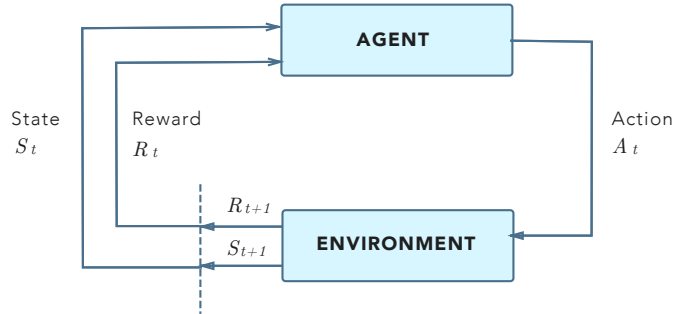 AGENT
State
S t
Reward
R t
Action
A t
R t+1
S t+1
ENVIRONMENT